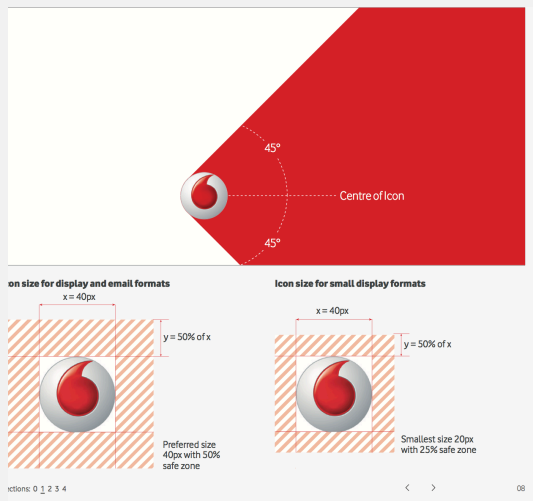 45°
Centre of Icon
45°
con size for display and email formats
x = 40px
y = 50% of x
Preferred size
40px with 50%
safe zone
Icon size for small display formats
x = 40px
y = 50% of x
Smallest size 20px
with 25% safe zone
ections: 0 1 2 3 4
08